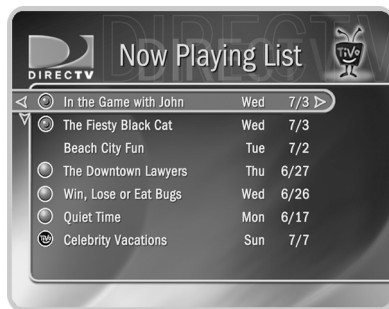 DIRECTV
Now Playing List
TiVo
DIRECTV
In the Game with John Wed 7/3
The Fiesty Black Cat Wed 7/3
Beach City Fun Tue 7/2
The Downtown Lawyers Thu 6/27
Win, Lose or Eat Bugs Wed 6/26
Quiet Time Mon 6/17
TiVo Celebrity Vacations Sun 7/7